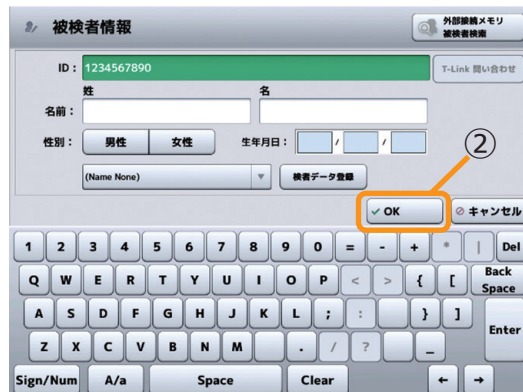 被検者情報
外部接続メモリ
被検者検索
ID : 1234567890
T-Link 問い合わせ
姓 名
名前 :
性別 : 男性 女性 生年月日 : / /
(Name None) ▼ 検者データ登録
②
✓ OK ⊘ キャンセル
1 2 3 4 5 6 7 8 9 0 = - + * | Del
Q W E R T Y U I O P < > { [ Back Space
A S D F G H J K L ; : } ] Enter
Z X C V B N M . / ? _
Sign/Num A/a Space Clear ← →